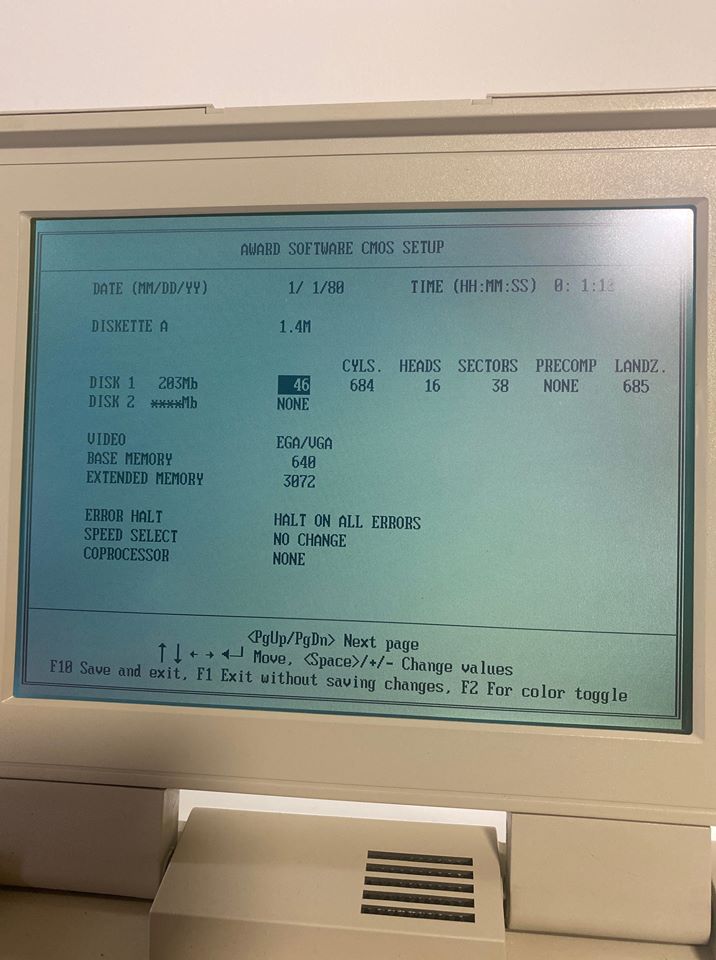 AWARD SOFTWARE CMOS SETUP
DATE (MM/DD/YY) 1/ 1/80 TIME (HH:MM:SS) 0: 1:13
DISKETTE A 1.4M
CYLS. HEADS SECTORS PRECOMP LANDZ.
DISK 1 203Mb 46 684 16 38 NONE 685
DISK 2 ****Mb NONE
VIDEO EGA/VGA
BASE MEMORY 640
EXTENDED MEMORY 3072
ERROR HALT HALT ON ALL ERRORS
SPEED SELECT NO CHANGE
COPROCESSOR NONE
<PgUp/PgDn> Next page
↑↓←→↵ Move, <Space>/+/- Change values
F10 Save and exit, F1 Exit without saving changes, F2 For color toggle